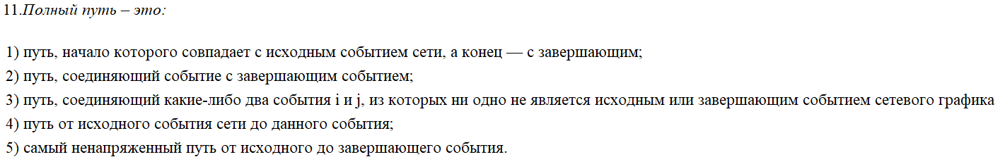 11.Полный путь – это:
1) путь, начало которого совпадает с исходным событием сети, а конец — с завершающим;
2) путь, соединяющий событие с завершающим событием;
3) путь, соединяющий какие-либо два события i и j, из которых ни одно не является исходным или завершающим событием сетевого графика
4) путь от исходного события сети до данного события;
5) самый ненапряженный путь от исходного до завершающего события.